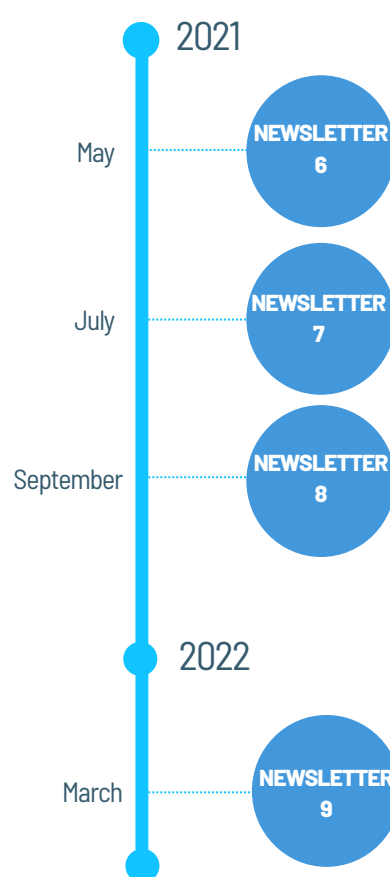 2021
May
NEWSLETTER
6
July
NEWSLETTER
7
September
NEWSLETTER
8
2022
March
NEWSLETTER
9